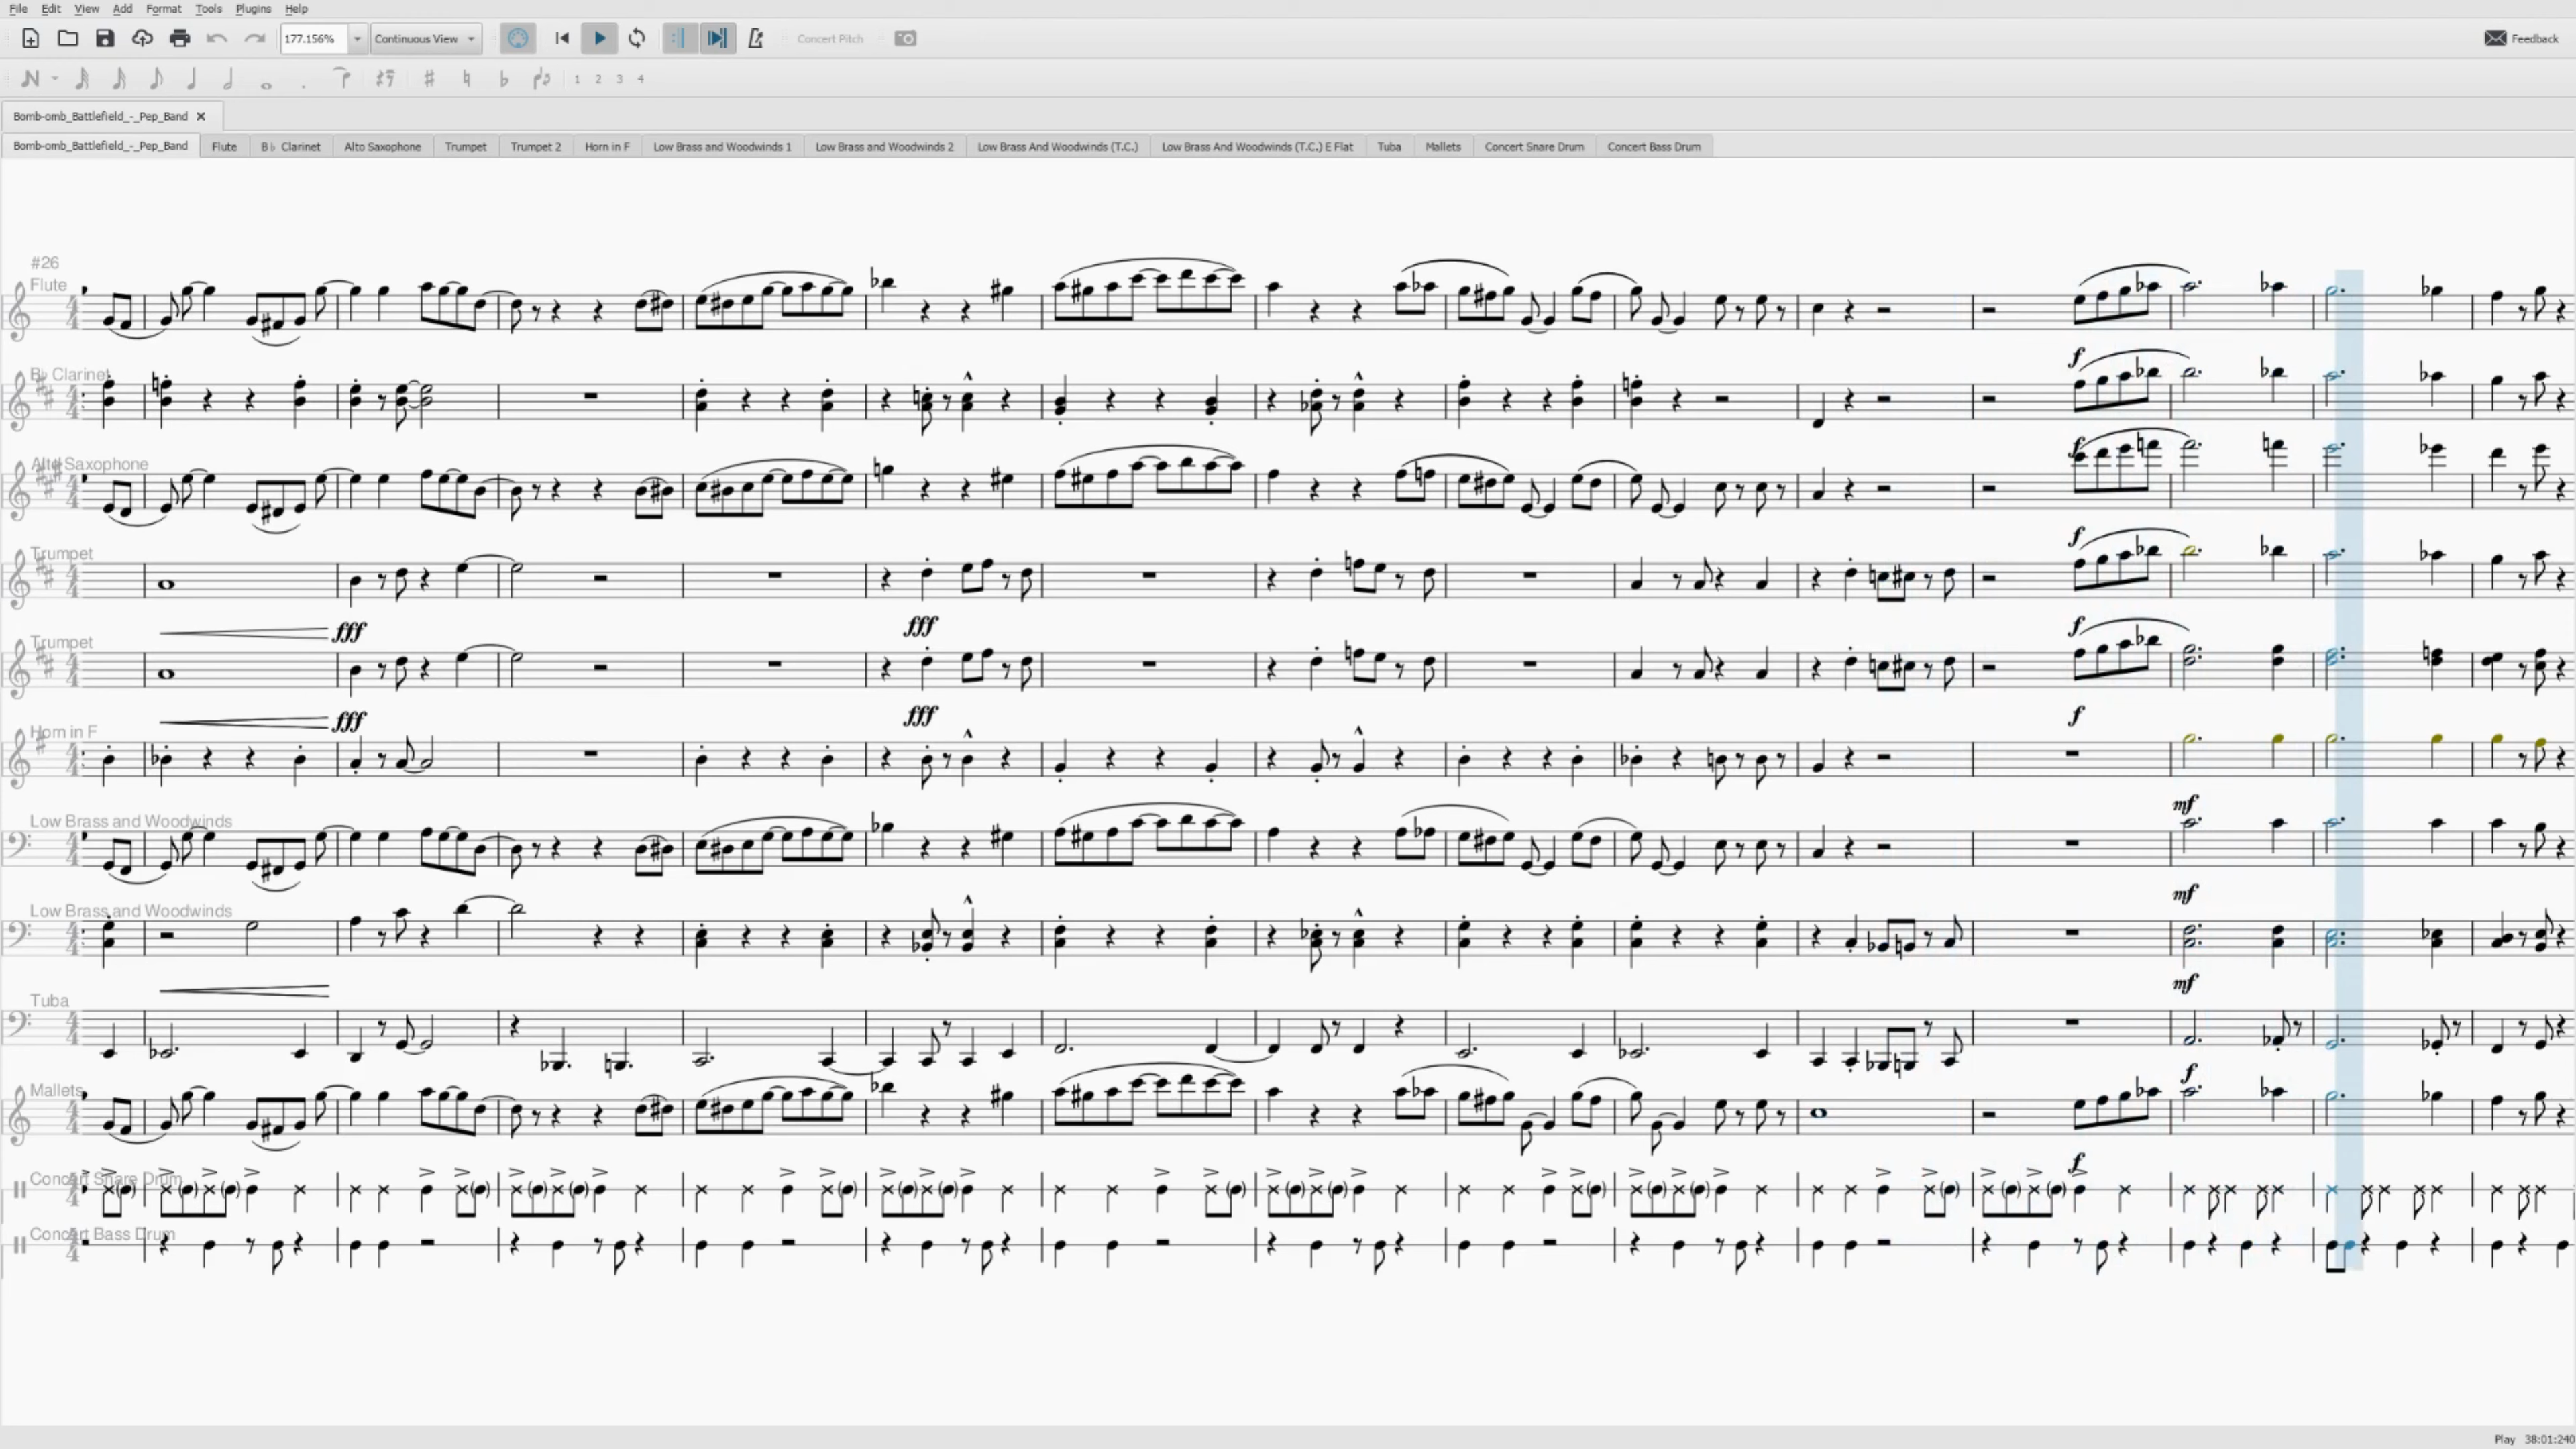 File Edit View Add Format Tools Plugins Help
177.156% Continuous View Concert Pitch Feedback
1 2 3 4
Bomb-omb_Battlefield_-_Pep_Band
Bomb-omb_Battlefield_-_Pep_Band Flute B♭ Clarinet Alto Saxophone Trumpet Trumpet 2 Horn in F Low Brass and Woodwinds 1 Low Brass and Woodwinds 2 Low Brass And Woodwinds (T.C.) Low Brass And Woodwinds (T.C.) E Flat Tuba Mallets Concert Snare Drum Concert Bass Drum
#26
Flute
f
B♭ Clarinet
f
Alto Saxophone
f
Trumpet
fff fff f
Trumpet
fff fff f
Horn in F
mf
Low Brass and Woodwinds
mf
Low Brass and Woodwinds
mf
Tuba
f
Mallets
f
Concert Snare Drum
Concert Bass Drum
Play 38:01:240